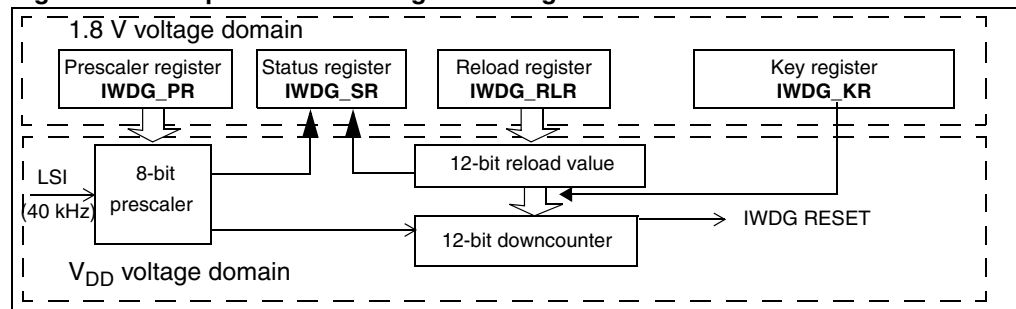 1.8 V voltage domain
Prescaler register
IWDG_PR
Status register
IWDG_SR
Reload register
IWDG_RLR
Key register
IWDG_KR
LSI
(40 kHz)
8-bit
prescaler
12-bit reload value
12-bit downcounter
IWDG RESET
VDD voltage domain